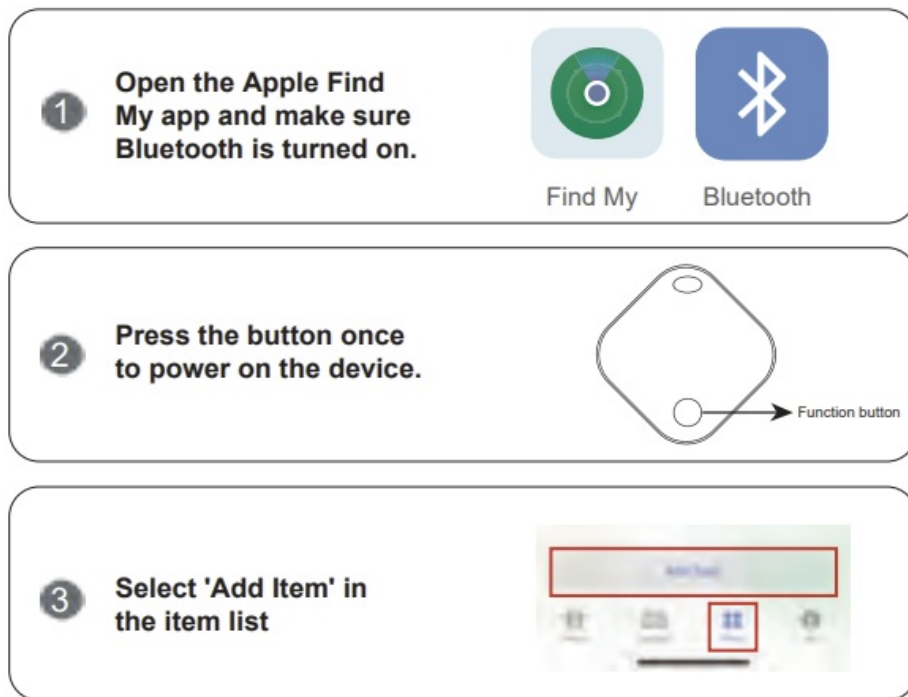 1
Open the Apple Find
My app and make sure
Bluetooth is turned on.
Find My
Bluetooth
2
Press the button once
to power on the device.
Function button
3
Select 'Add Item' in
the item list